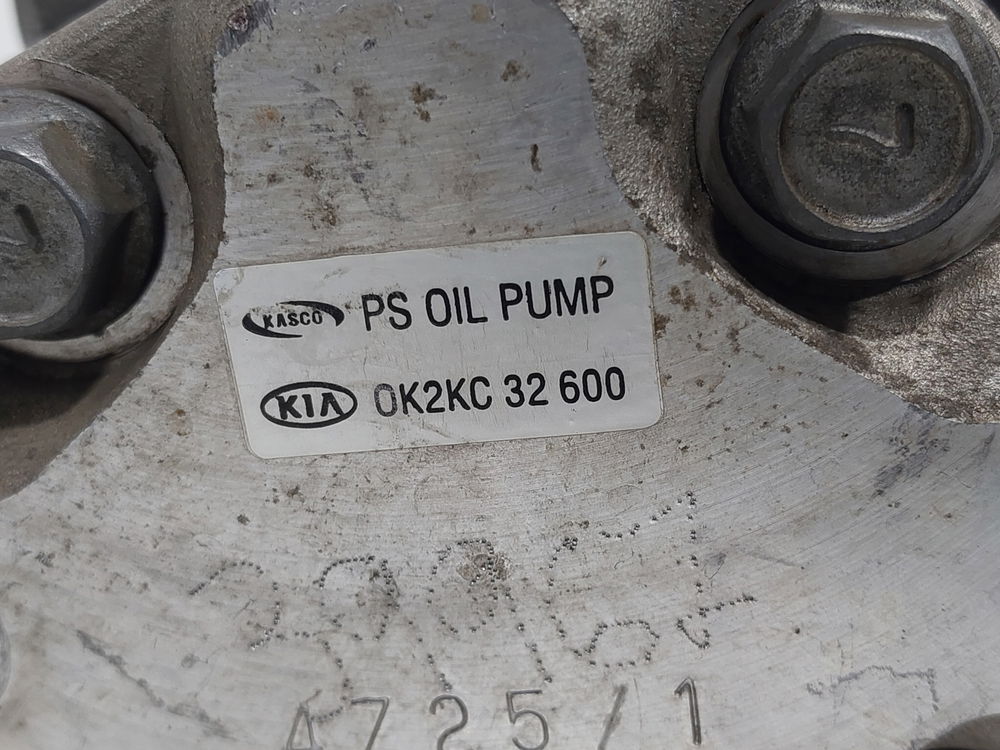 KASCO PS OIL PUMP
KIA 0K2KC 32 600
4725/1